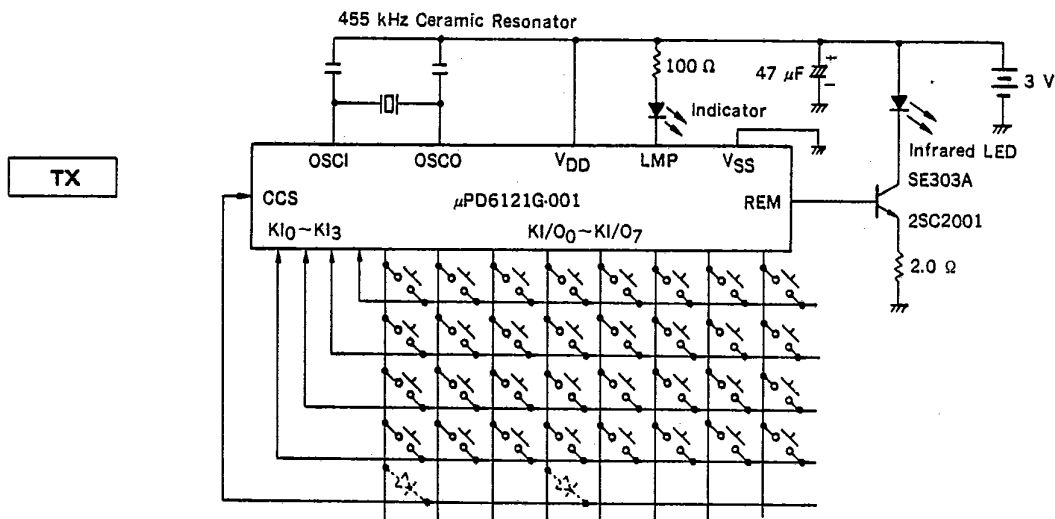 455 kHz Ceramic Resonator
100 Ω
47 μF
+
−
3 V
Indicator
Infrared LED
TX
OSCI
OSCO
VDD
LMP
VSS
CCS
μPD6121G-001
REM
SE303A
2SC2001
KI0~KI3
KI/O0~KI/O7
2.0 Ω